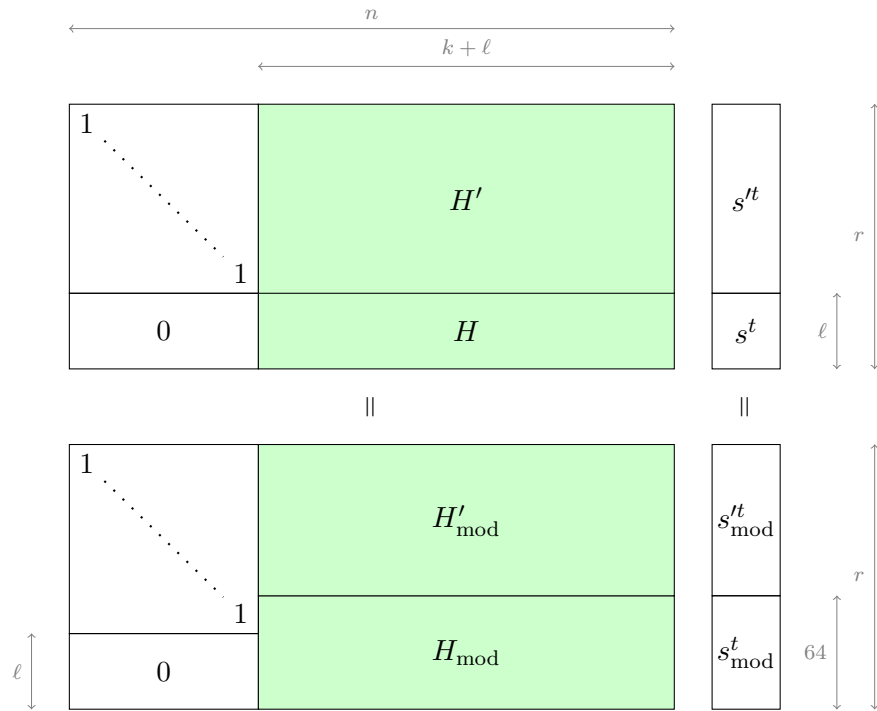 n
k + ℓ
1
1
H′
s′ᵗ
r
0
H
sᵗ
ℓ
=
=
1
1
H′mod
s′ᵗmod
r
ℓ
0
Hmod
sᵗmod
64